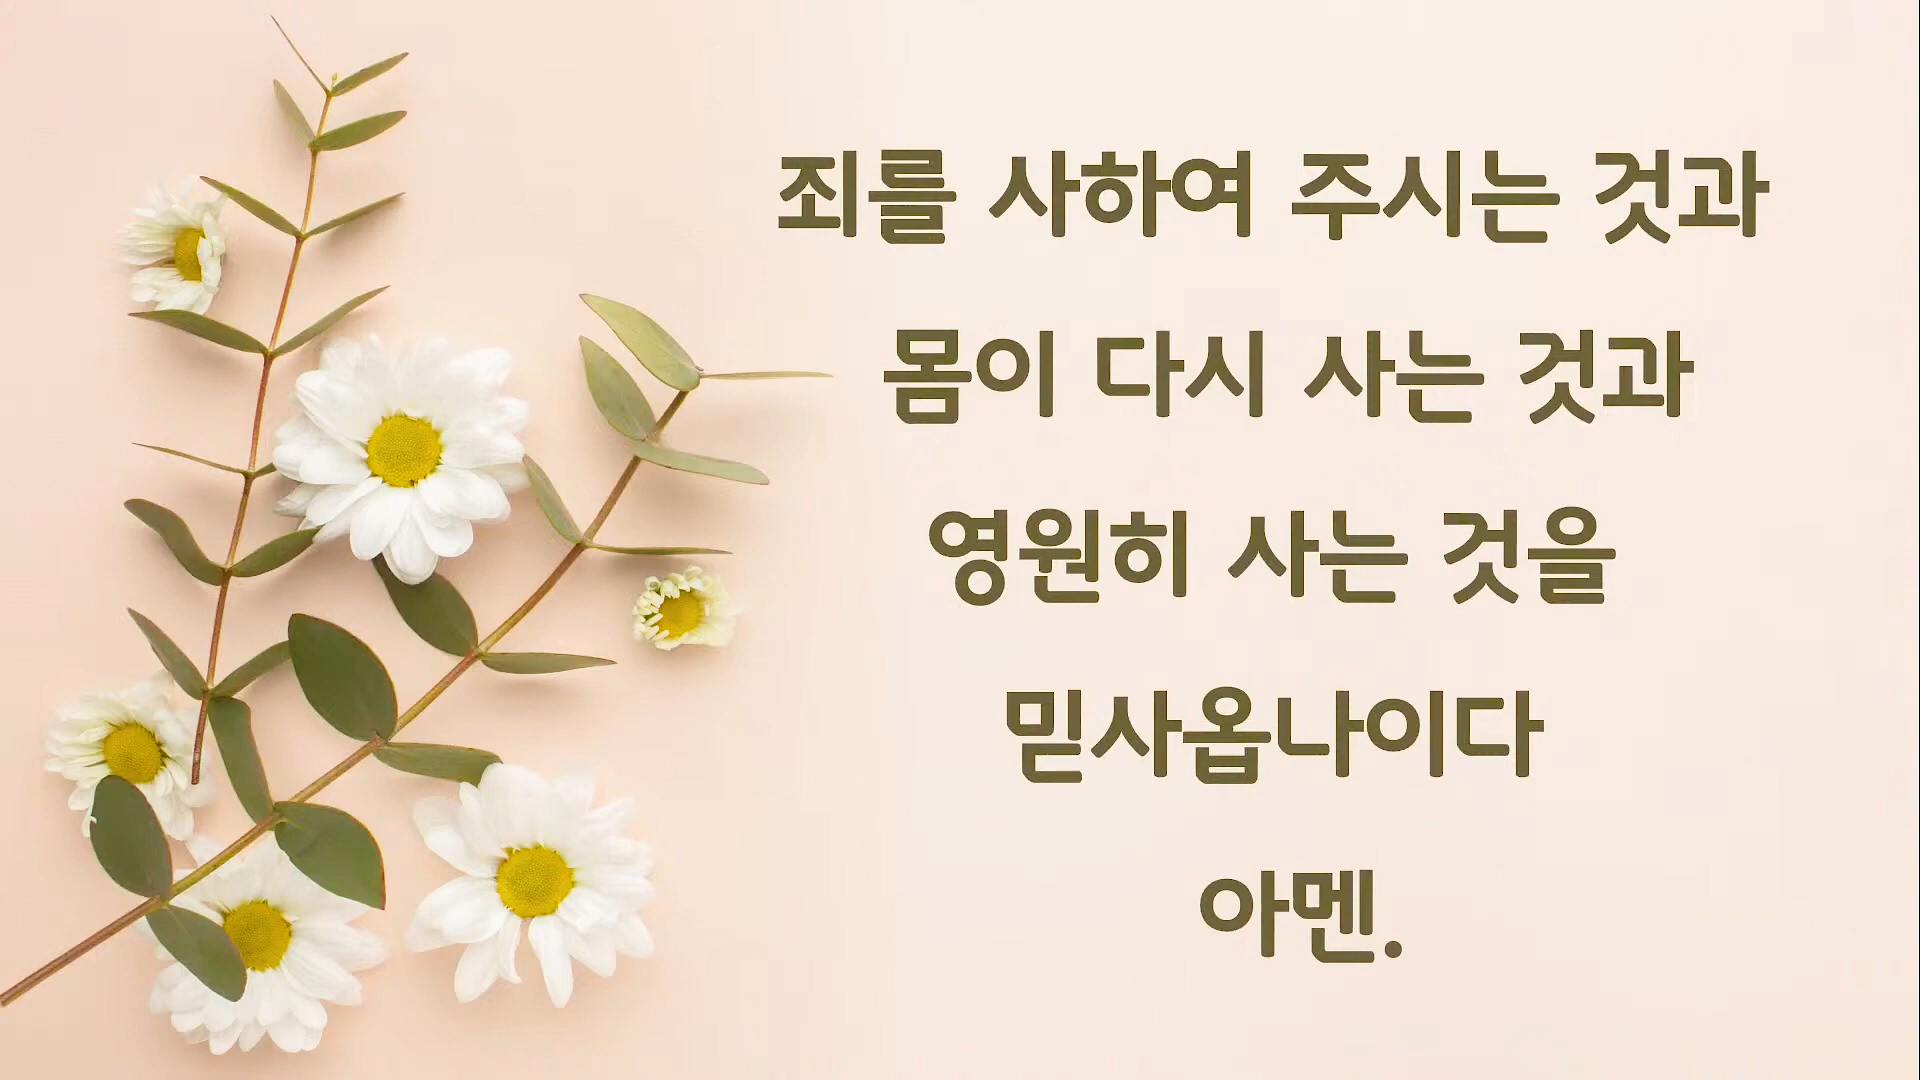 죄를 사하여 주시는 것과
몸이 다시 사는 것과
영원히 사는 것을
믿사옵나이다
아멘.